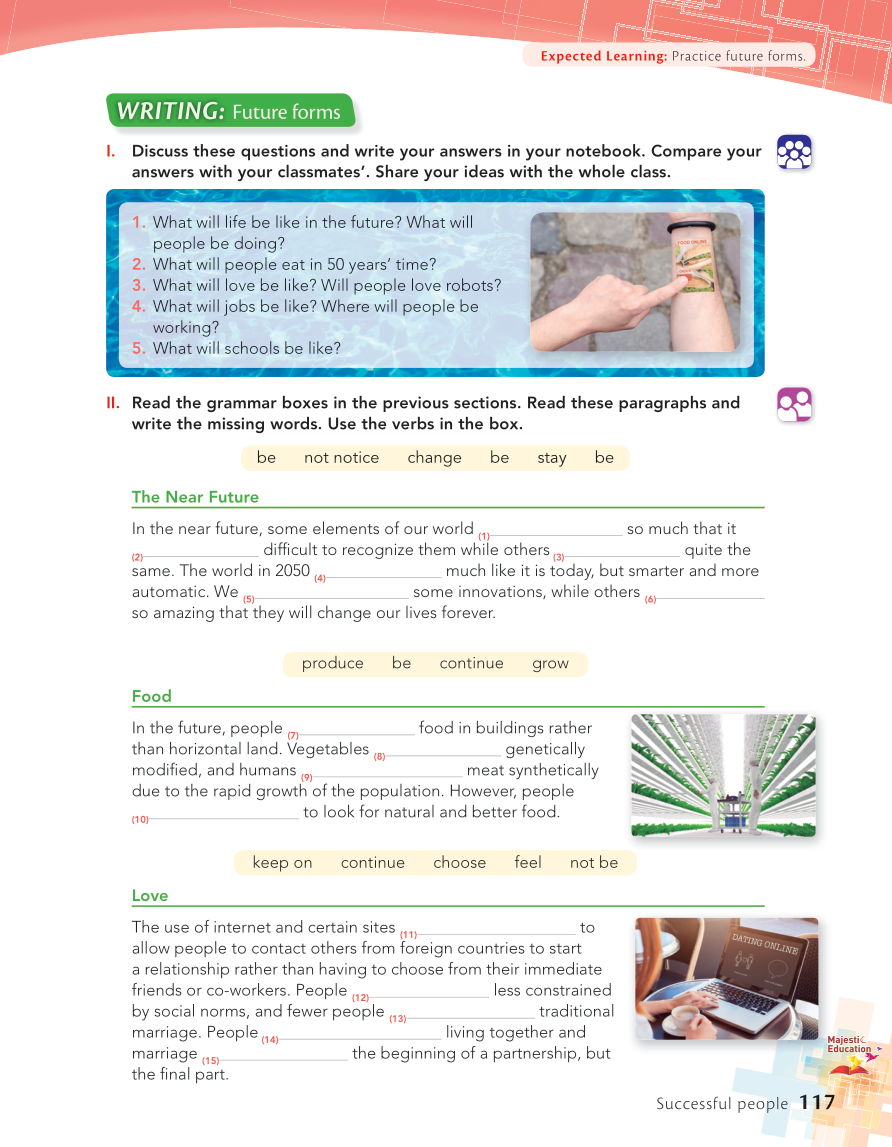 Expected Learning: Practice future forms.
WRITING: Future forms
I. Discuss these questions and write your answers in your notebook. Compare your
answers with your classmates’. Share your ideas with the whole class.
1. What will life be like in the future? What will
people be doing?
2. What will people eat in 50 years’ time?
3. What will love be like? Will people love robots?
4. What will jobs be like? Where will people be
working?
5. What will schools be like?
FOOD ONLINE
II. Read the grammar boxes in the previous sections. Read these paragraphs and
write the missing words. Use the verbs in the box.
be not notice change be stay be
The Near Future
In the near future, some elements of our world (1) so much that it
(2) difficult to recognize them while others (3) quite the
same. The world in 2050 (4) much like it is today, but smarter and more
automatic. We (5) some innovations, while others (6)
so amazing that they will change our lives forever.
produce be continue grow
Food
In the future, people (7) food in buildings rather
than horizontal land. Vegetables (8) genetically
modified, and humans (9) meat synthetically
due to the rapid growth of the population. However, people
(10) to look for natural and better food.
keep on continue choose feel not be
Love
The use of internet and certain sites (11) to
allow people to contact others from foreign countries to start
a relationship rather than having to choose from their immediate
friends or co-workers. People (12) less constrained
by social norms, and fewer people (13) traditional
marriage. People (14) living together and
marriage (15) the beginning of a partnership, but
the final part.
DATING ONLINE
Majestic
Education
Successful people 117